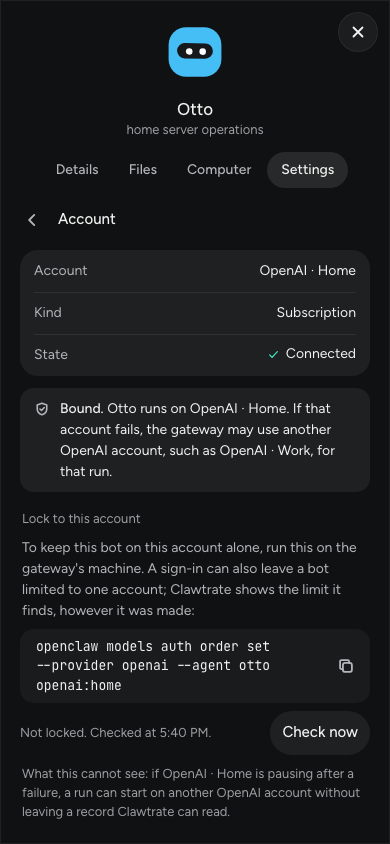 Otto
home server operations
Details Files Computer Settings
Account
Account OpenAI · Home
Kind Subscription
State Connected
Bound. Otto runs on OpenAI · Home. If that
account fails, the gateway may use another
OpenAI account, such as OpenAI · Work, for
that run.
Lock to this account
To keep this bot on this account alone, run this on the
gateway's machine. A sign-in can also leave a bot
limited to one account; Clawtrate shows the limit it
finds, however it was made:
openclaw models auth order set
--provider openai --agent otto
openai:home
Not locked. Checked at 5:40 PM. Check now
What this cannot see: if OpenAI · Home is pausing after a
failure, a run can start on another OpenAI account without
leaving a record Clawtrate can read.